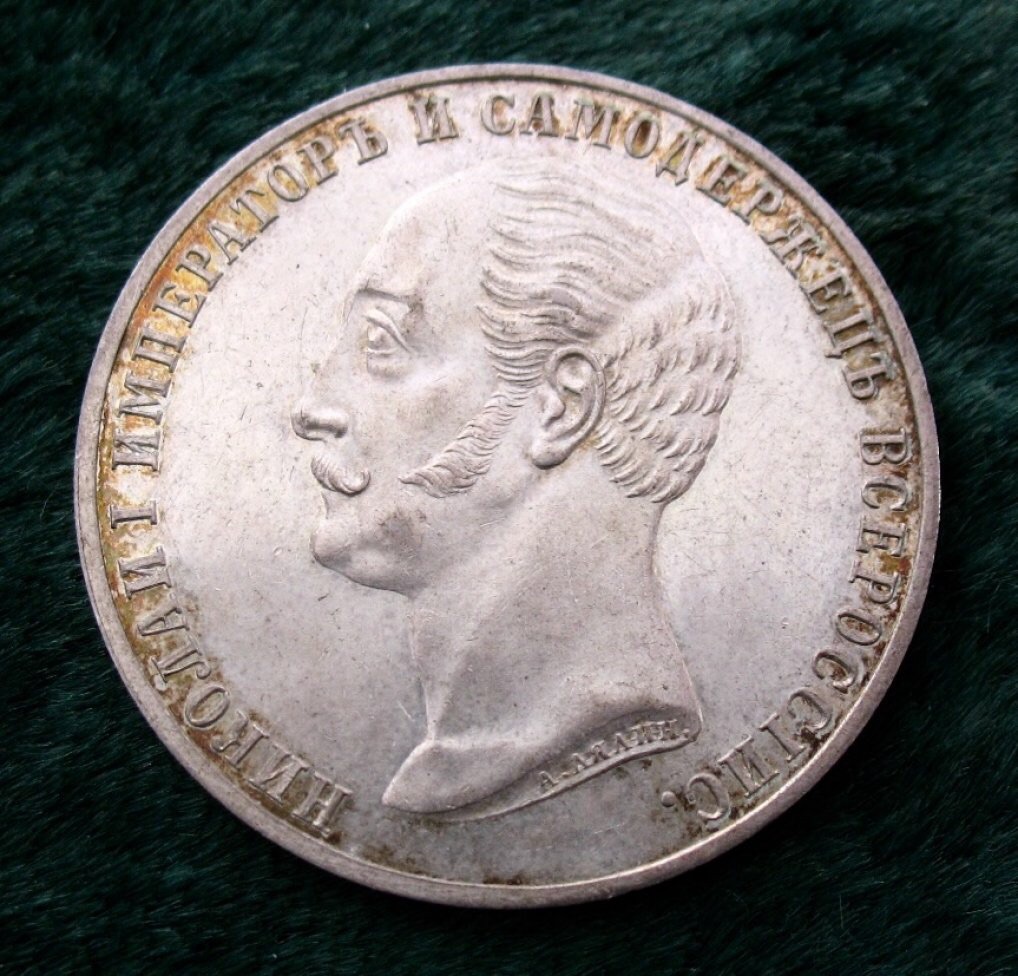 НИКОЛАЙ I ИМПЕРАТОРЪ И САМОДЕРЖЕЦЪ ВСЕРОССІЙС.
А. ЛЯЛИН.